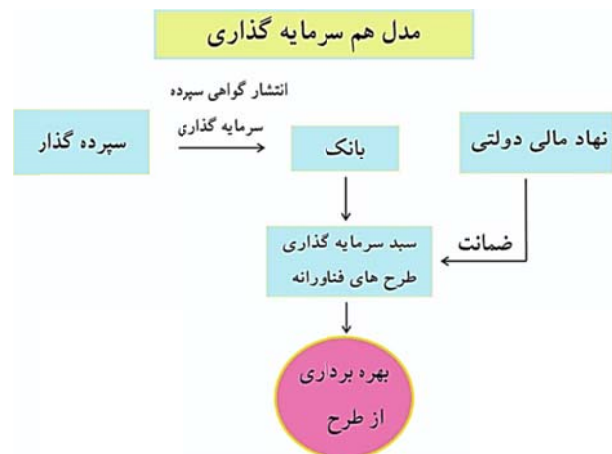 مدل هم سرمایه گذاری
انتشار گواهی سپرده
سرمایه گذاری
سپرده گذار
بانک
نهاد مالی دولتی
ضمانت
سبد سرمایه گذاری
طرح های فناورانه
بهره برداری
از طرح